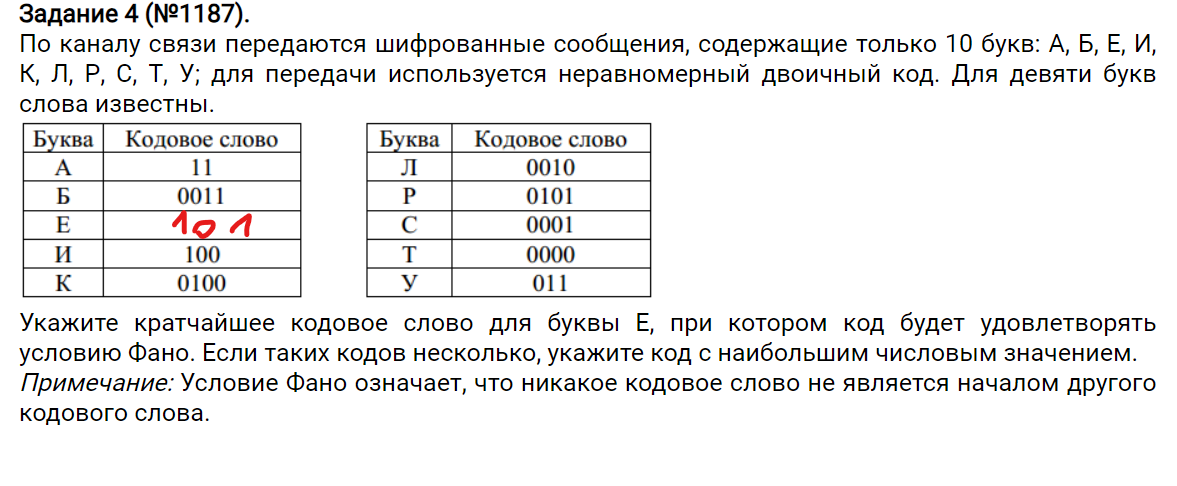 Задание 4 (№1187).
По каналу связи передаются шифрованные сообщения, содержащие только 10 букв: А, Б, Е, И,
К, Л, Р, С, Т, У; для передачи используется неравномерный двоичный код. Для девяти букв
слова известны.
Буква Кодовое слово
А 11
Б 0011
Е 101
И 100
К 0100
Буква Кодовое слово
Л 0010
Р 0101
С 0001
Т 0000
У 011
Укажите кратчайшее кодовое слово для буквы Е, при котором код будет удовлетворять
условию Фано. Если таких кодов несколько, укажите код с наибольшим числовым значением.
Примечание: Условие Фано означает, что никакое кодовое слово не является началом другого
кодового слова.